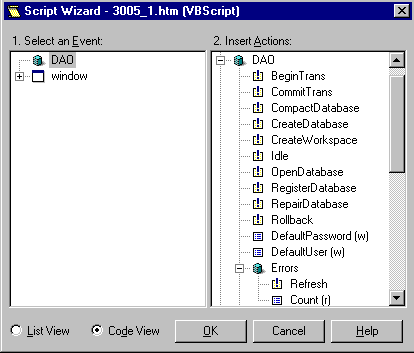 Script Wizard - 3005_1.htm (VBScript)
1. Select an Event:
2. Insert Actions:
DAO
window
DAO
BeginTrans
CommitTrans
CompactDatabase
CreateDatabase
CreateWorkspace
Idle
OpenDatabase
RegisterDatabase
RepairDatabase
Rollback
DefaultPassword (w)
DefaultUser (w)
Errors
Refresh
Count (r)
List View
Code View
OK
Cancel
Help